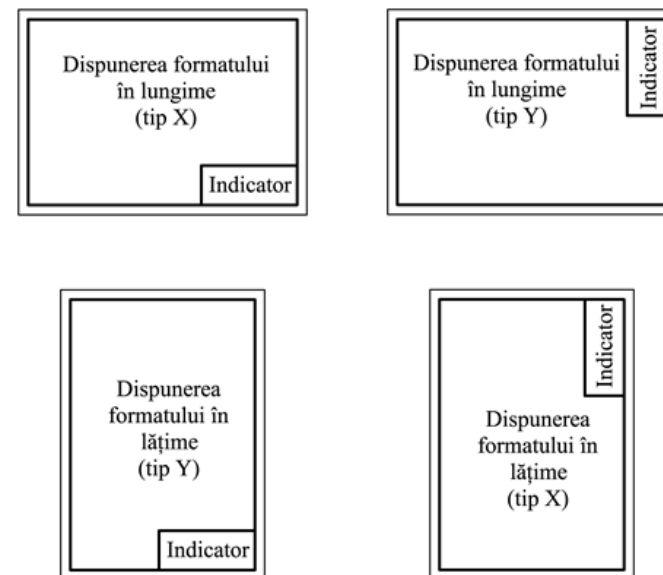 Dispunerea formatului
în lungime
(tip X)
Indicator
Dispunerea formatului
în lungime
(tip Y)
Indicator
Dispunerea
formatului în
lățime
(tip Y)
Indicator
Indicator
Dispunerea
formatului în
lățime
(tip X)